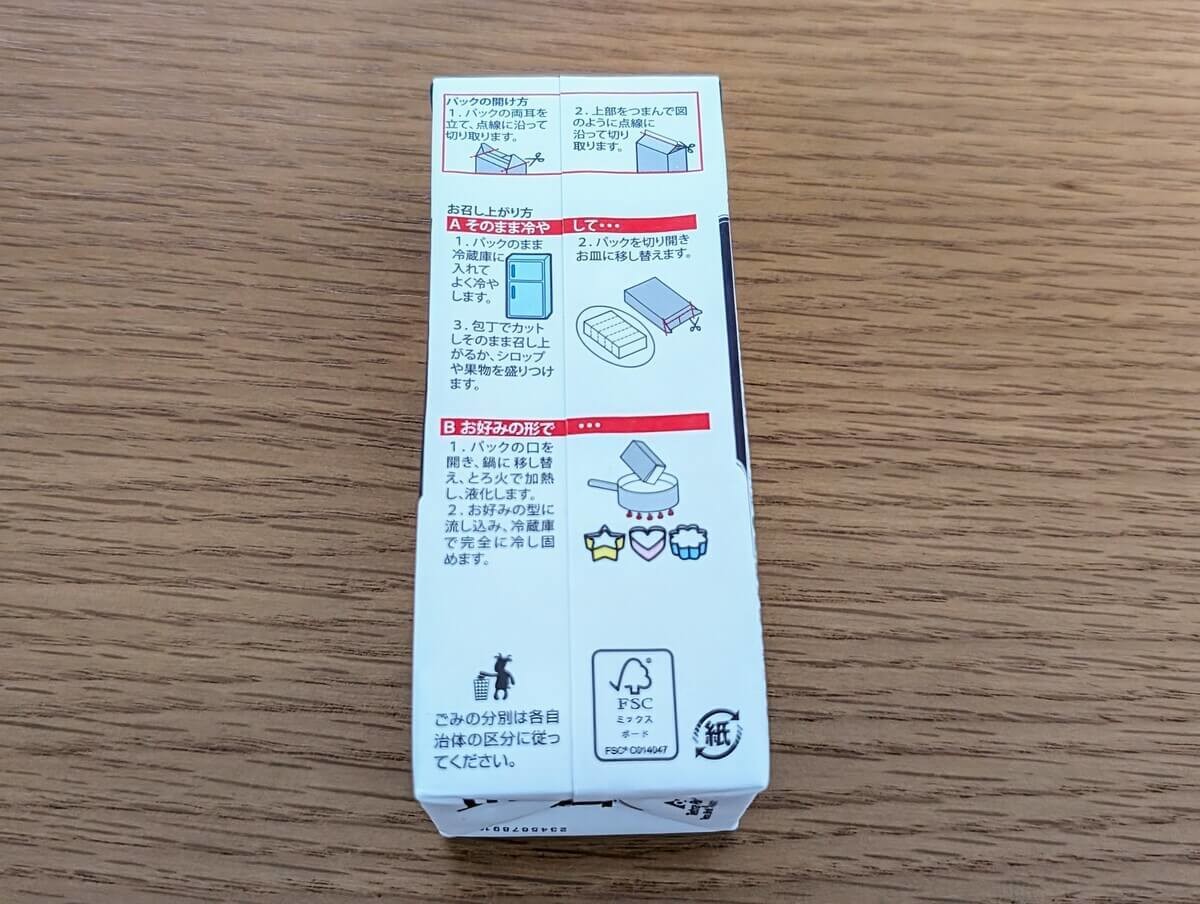 パックの開け方
1．パックの両耳を
立て、点線に沿って
切り取ります。
2．上部をつまんで図
のように点線に
沿って切り
取ります。
お召し上がり方
A そのまま冷やして・・・
1．パックのまま
冷蔵庫に
入れて
よく冷や
します。
2．パックを切り開き
お皿に移し替えます。
3．包丁でカット
しそのまま召し上
がるか、シロップ
や果物を盛りつけ
ます。
B お好みの形で・・・
1．パックの口を
開き、鍋に移し替
え、とろ火で加熱
し、液化します。
2．お好みの型に
流し込み、冷蔵庫
で完全に冷し固
めます。
ごみの分別は各自
治体の区分に従っ
てください。
FSC
ミックス
ボード
FSC® C014047
紙